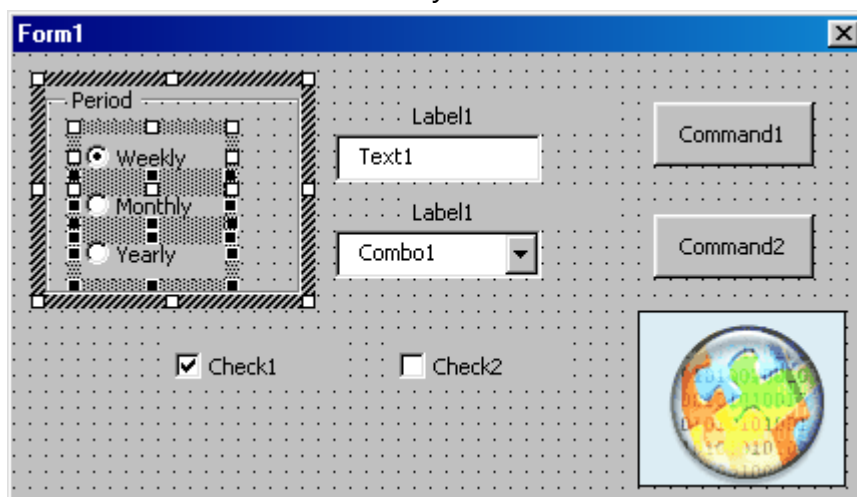 Form1
Period
Weekly
Monthly
Yearly
Label1
Text1
Label1
Combo1
Command1
Command2
Check1
Check2